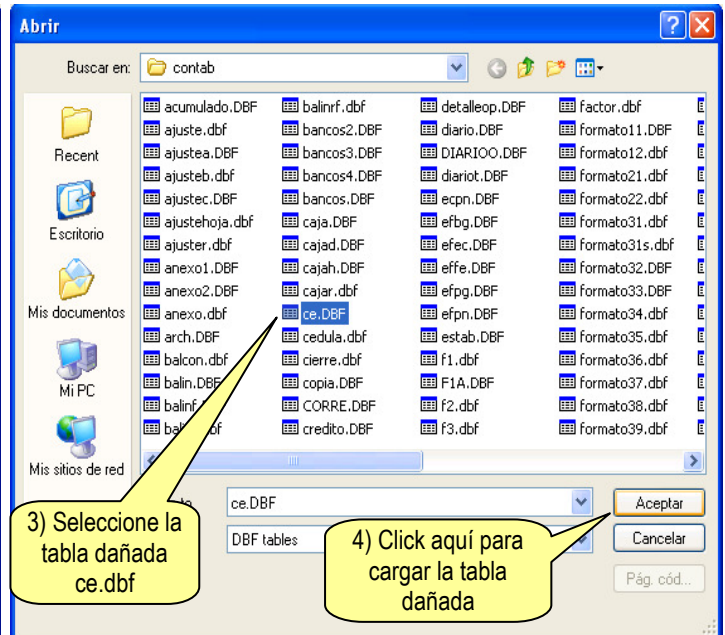 Abrir
Buscar en:
contab
Recent
Escritorio
Mis documentos
Mi PC
Mis sitios de red
acumulado.DBF
ajuste.dbf
ajustea.DBF
ajusteb.dbf
ajustec.DBF
ajustehoja.dbf
ajuster.dbf
anexo1.DBF
anexo2.DBF
anexo.dbf
arch.DBF
balcon.dbf
balin.DBF
balinrf.dbf
bancos2.DBF
bancos3.DBF
bancos4.DBF
bancos.DBF
caja.DBF
cajad.DBF
cajah.DBF
cajar.dbf
ce.DBF
cedula.dbf
cierre.dbf
copia.DBF
CORRE.DBF
credito.DBF
detalleop.DBF
diario.DBF
DIARIOO.DBF
diariot.DBF
ecpn.DBF
efbg.DBF
efec.DBF
effe.DBF
efpg.DBF
efpn.DBF
estab.DBF
f1.dbf
F1A.DBF
f2.dbf
f3.dbf
factor.dbf
formato11.DBF
formato12.dbf
formato21.dbf
formato22.dbf
formato31.dbf
formato31s.dbf
formato32.DBF
formato33.DBF
formato34.dbf
formato35.dbf
formato36.dbf
formato37.dbf
formato38.dbf
formato39.dbf
ce.DBF
DBF tables
Aceptar
Cancelar
Pág. cód...
3) Seleccione la
tabla dañada
ce.dbf
4) Click aquí para
cargar la tabla
dañada